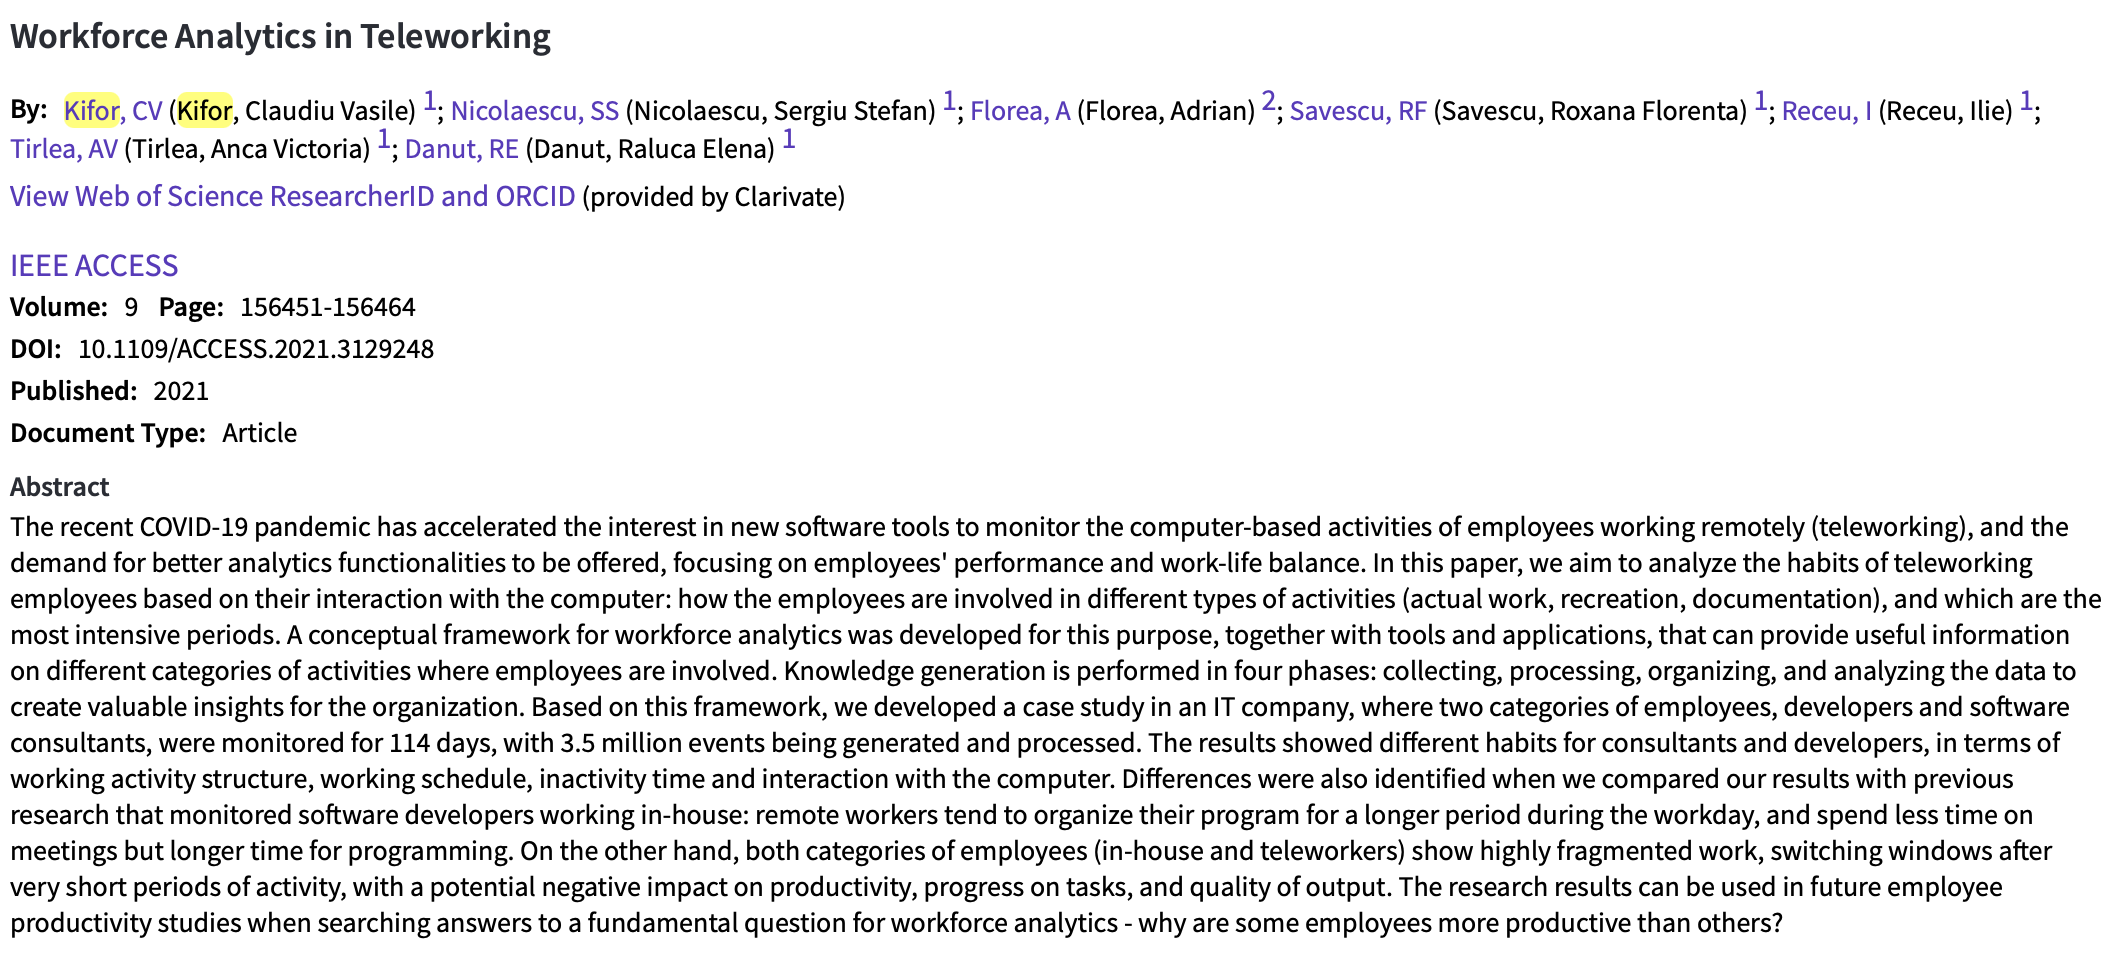 Workforce Analytics in Teleworking
By: Kifor, CV (Kifor, Claudiu Vasile) 1; Nicolaescu, SS (Nicolaescu, Sergiu Stefan) 1; Florea, A (Florea, Adrian) 2; Savescu, RF (Savescu, Roxana Florenta) 1; Receu, I (Receu, Ilie) 1;
Tirlea, AV (Tirlea, Anca Victoria) 1; Danut, RE (Danut, Raluca Elena) 1
View Web of Science ResearcherID and ORCID (provided by Clarivate)
IEEE ACCESS
Volume: 9 Page: 156451-156464
DOI: 10.1109/ACCESS.2021.3129248
Published: 2021
Document Type: Article
Abstract
The recent COVID-19 pandemic has accelerated the interest in new software tools to monitor the computer-based activities of employees working remotely (teleworking), and the
demand for better analytics functionalities to be offered, focusing on employees' performance and work-life balance. In this paper, we aim to analyze the habits of teleworking
employees based on their interaction with the computer: how the employees are involved in different types of activities (actual work, recreation, documentation), and which are the
most intensive periods. A conceptual framework for workforce analytics was developed for this purpose, together with tools and applications, that can provide useful information
on different categories of activities where employees are involved. Knowledge generation is performed in four phases: collecting, processing, organizing, and analyzing the data to
create valuable insights for the organization. Based on this framework, we developed a case study in an IT company, where two categories of employees, developers and software
consultants, were monitored for 114 days, with 3.5 million events being generated and processed. The results showed different habits for consultants and developers, in terms of
working activity structure, working schedule, inactivity time and interaction with the computer. Differences were also identified when we compared our results with previous
research that monitored software developers working in-house: remote workers tend to organize their program for a longer period during the workday, and spend less time on
meetings but longer time for programming. On the other hand, both categories of employees (in-house and teleworkers) show highly fragmented work, switching windows after
very short periods of activity, with a potential negative impact on productivity, progress on tasks, and quality of output. The research results can be used in future employee
productivity studies when searching answers to a fundamental question for workforce analytics - why are some employees more productive than others?